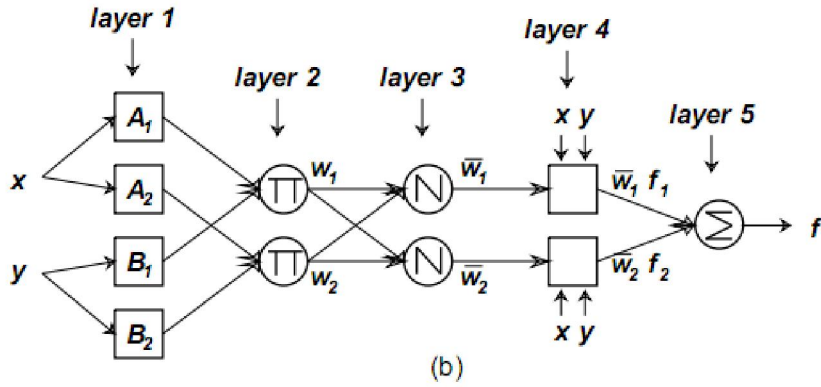 layer 1
layer 2
layer 3
layer 4
layer 5
x
y
A₁
A₂
B₁
B₂
Π
Π
w₁
w₂
N
N
w̅₁
w̅₂
x y
x y
w̅₁ f₁
w̅₂ f₂
Σ
f
(b)